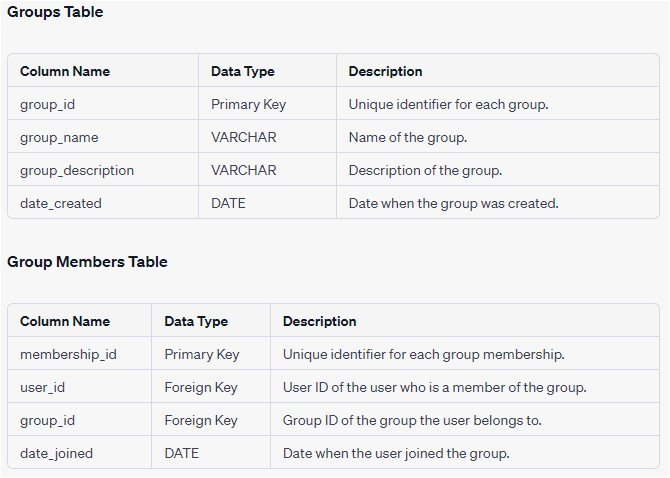 Groups Table
Column Name Data Type Description
group_id Primary Key Unique identifier for each group.
group_name VARCHAR Name of the group.
group_description VARCHAR Description of the group.
date_created DATE Date when the group was created.
Group Members Table
Column Name Data Type Description
membership_id Primary Key Unique identifier for each group membership.
user_id Foreign Key User ID of the user who is a member of the group.
group_id Foreign Key Group ID of the group the user belongs to.
date_joined DATE Date when the user joined the group.